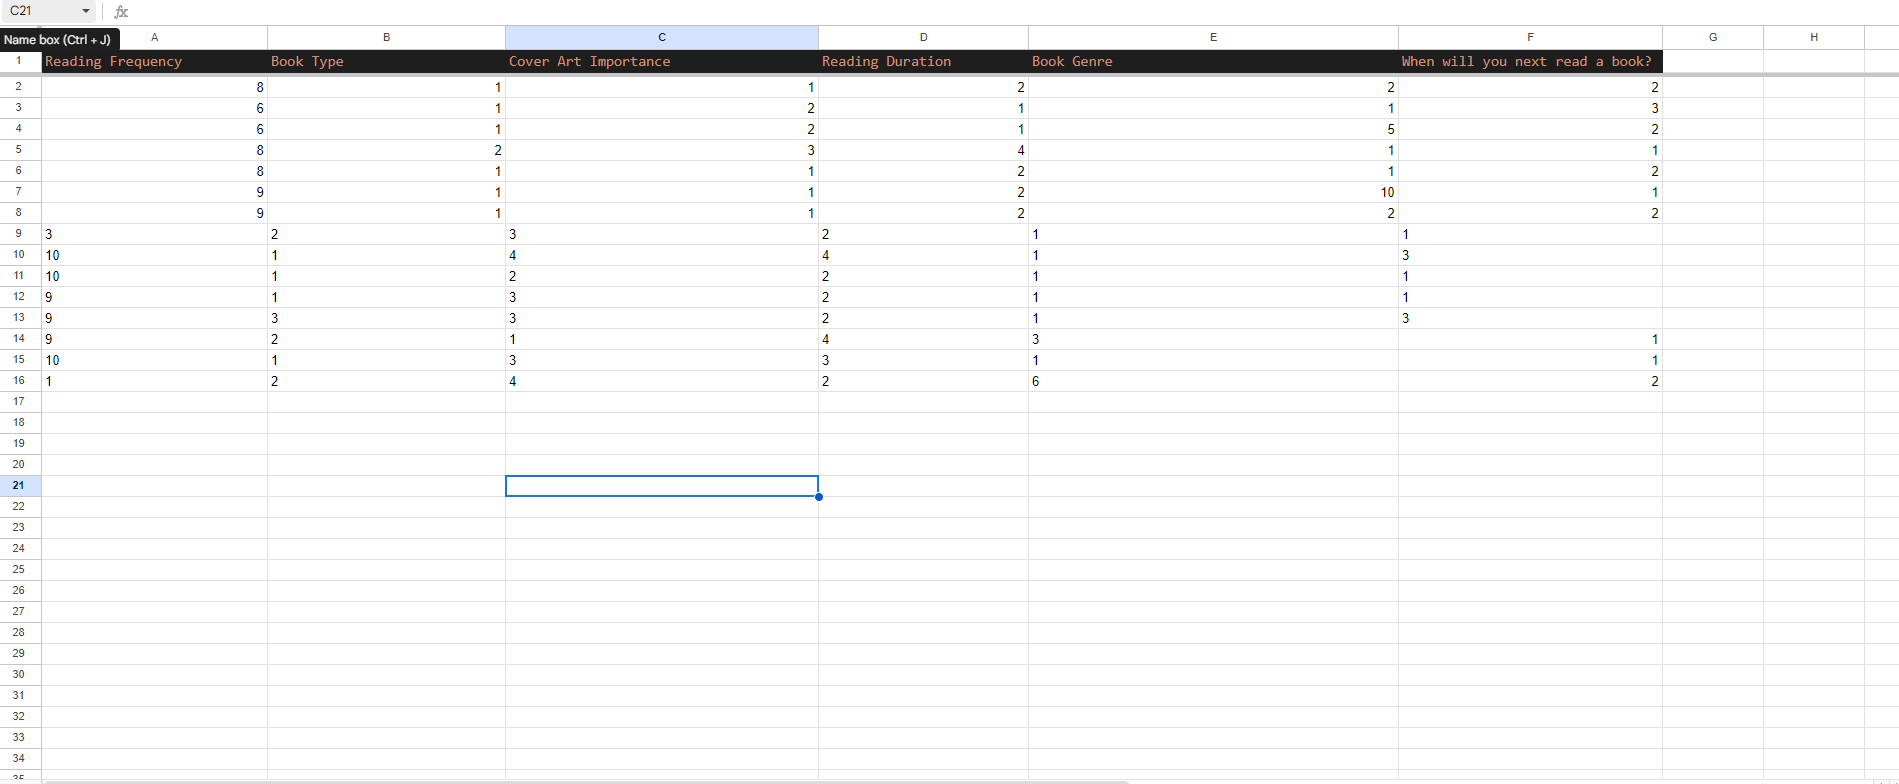 C21 fx
Name box (Ctrl + J) A B C D E F G H
1 Reading Frequency Book Type Cover Art Importance Reading Duration Book Genre When will you next read a book?
2 8 1 1 2 2 2
3 6 1 2 1 1 3
4 6 1 2 1 5 2
5 8 2 3 4 1 1
6 8 1 1 2 1 2
7 9 1 1 2 10 1
8 9 1 1 2 2 2
9 3 2 3 2 1 1
10 10 1 4 4 1 3
11 10 1 2 2 1 1
12 9 1 3 2 1 1
13 9 3 3 2 1 3
14 9 2 1 4 3 1
15 10 1 3 3 1 1
16 1 2 4 2 6 2
17
18
19
20
21
22
23
24
25
26
27
28
29
30
31
32
33
34
35